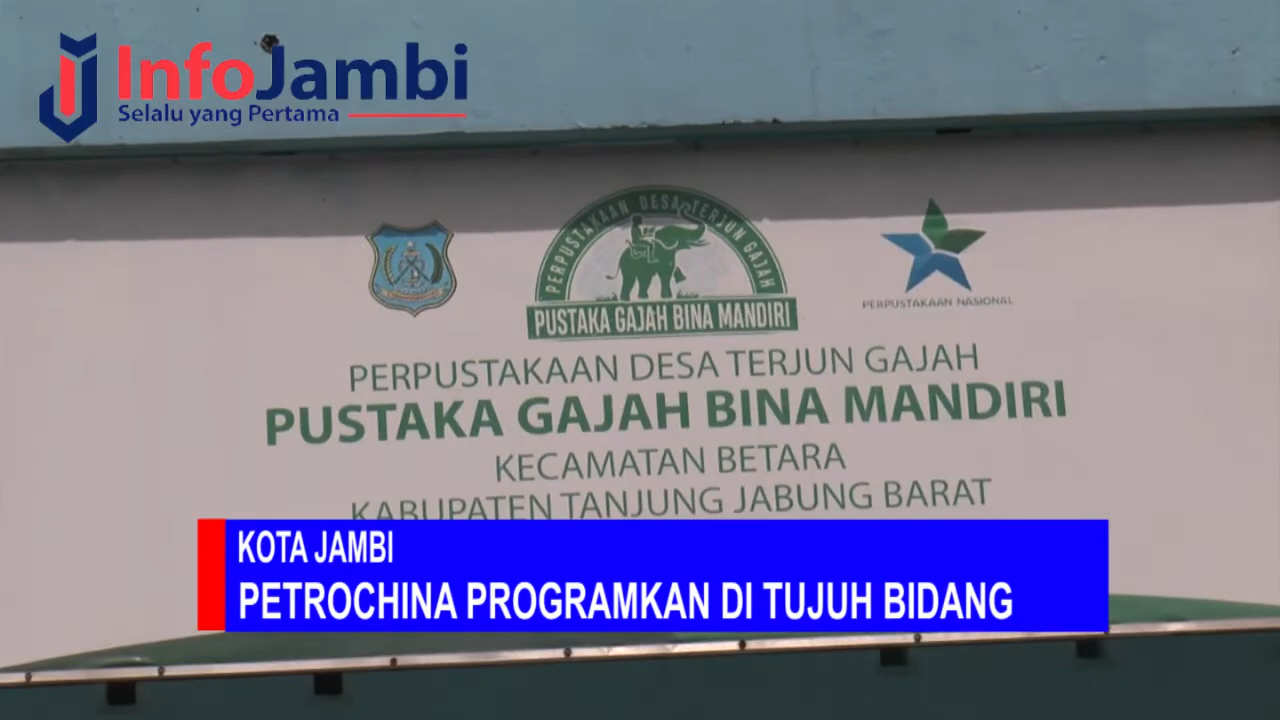 InfoJambi
Selalu yang Pertama
PERPUSTAKAAN DESA TERJUN GAJAH
PUSTAKA GAJAH BINA MANDIRI
PERPUSTAKAAN NASIONAL
PERPUSTAKAAN DESA TERJUN GAJAH
PUSTAKA GAJAH BINA MANDIRI
KECAMATAN BETARA
KABUPATEN TANJUNG JABUNG BARAT
KOTA JAMBI
PETROCHINA PROGRAMKAN DI TUJUH BIDANG